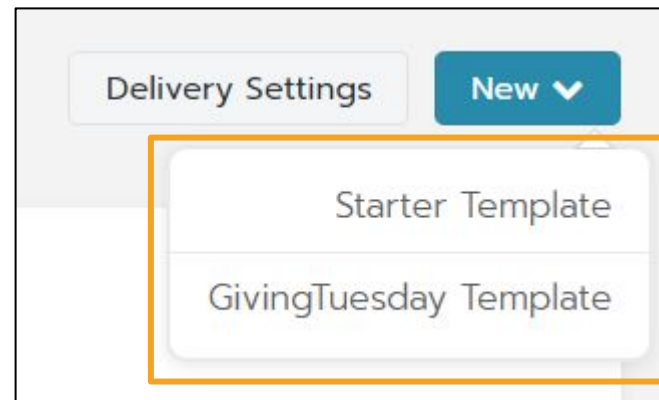 Delivery Settings
New
Starter Template
GivingTuesday Template